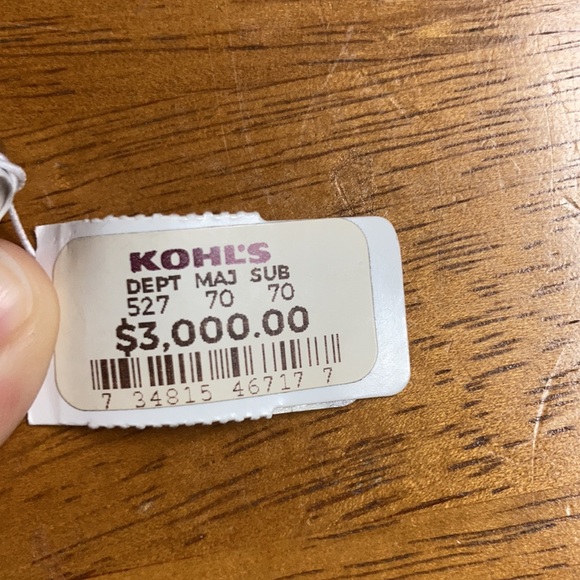 KOHL'S
DEPT MAJ SUB
527 70 70
$3,000.00
7 34815 46717 7